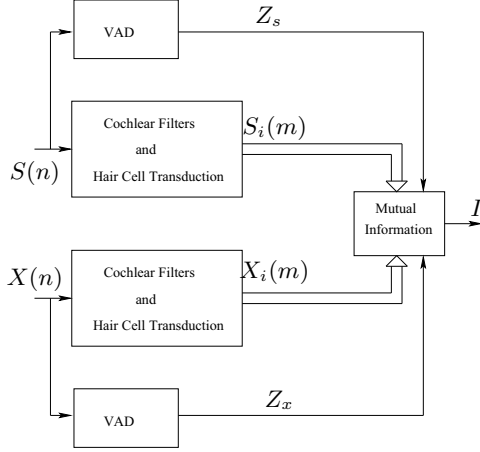 VAD
Z_s
Cochlear Filters
and
Hair Cell Transduction
S_i(m)
S(n)
Mutual
Information
I
X(n)
Cochlear Filters
and
Hair Cell Transduction
X_i(m)
VAD
Z_x